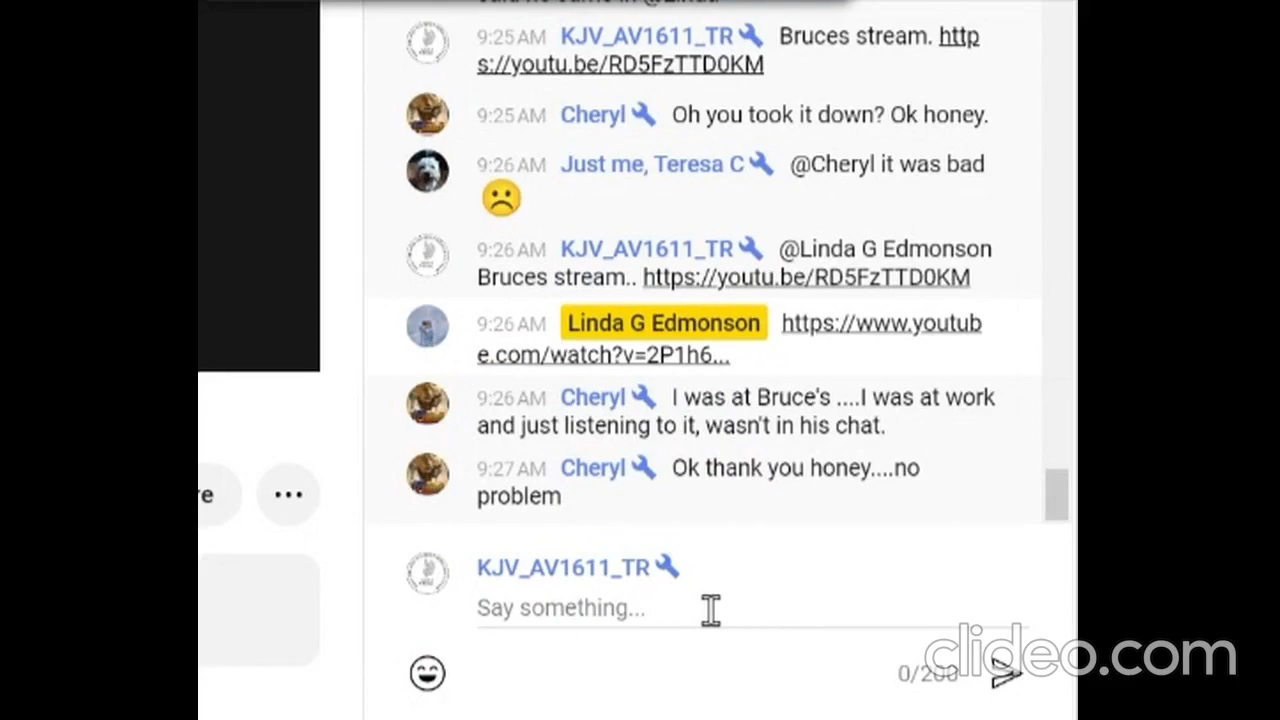 9:25 AM KJV_AV1611_TR Bruces stream. http
s://youtu.be/RD5FzTTD0KM
9:25 AM Cheryl Oh you took it down? Ok honey.
9:26 AM Just me, Teresa C @Cheryl it was bad
9:26 AM KJV_AV1611_TR @Linda G Edmonson
Bruces stream.. https://youtu.be/RD5FzTTD0KM
9:26 AM Linda G Edmonson https://www.youtub
e.com/watch?v=2P1h6...
9:26 AM Cheryl I was at Bruce's ....I was at work
and just listening to it, wasn't in his chat.
9:27 AM Cheryl Ok thank you honey....no
problem
re
KJV_AV1611_TR
Say something...
0/200
clideo.com